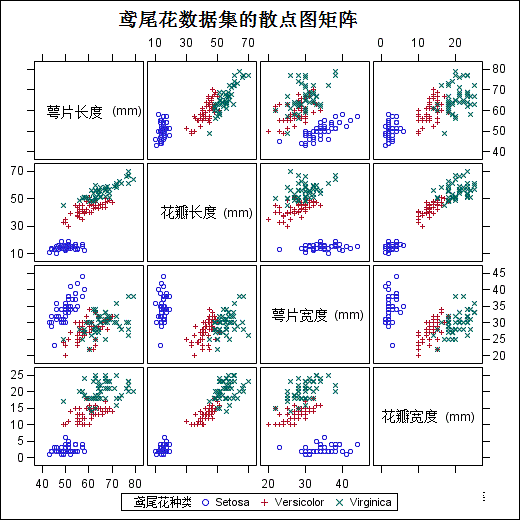 鸢尾花数据集的散点图矩阵
10 30 50 70 0 10 20
萼片长度 (mm)
80
70
60
50
40
70
50
30
10
花瓣长度 (mm)
萼片宽度 (mm)
45
40
35
30
25
20
25
20
15
10
5
0
花瓣宽度 (mm)
40 50 60 70 80 20 30 40
鸢尾花种类 Setosa Versicolor Virginica